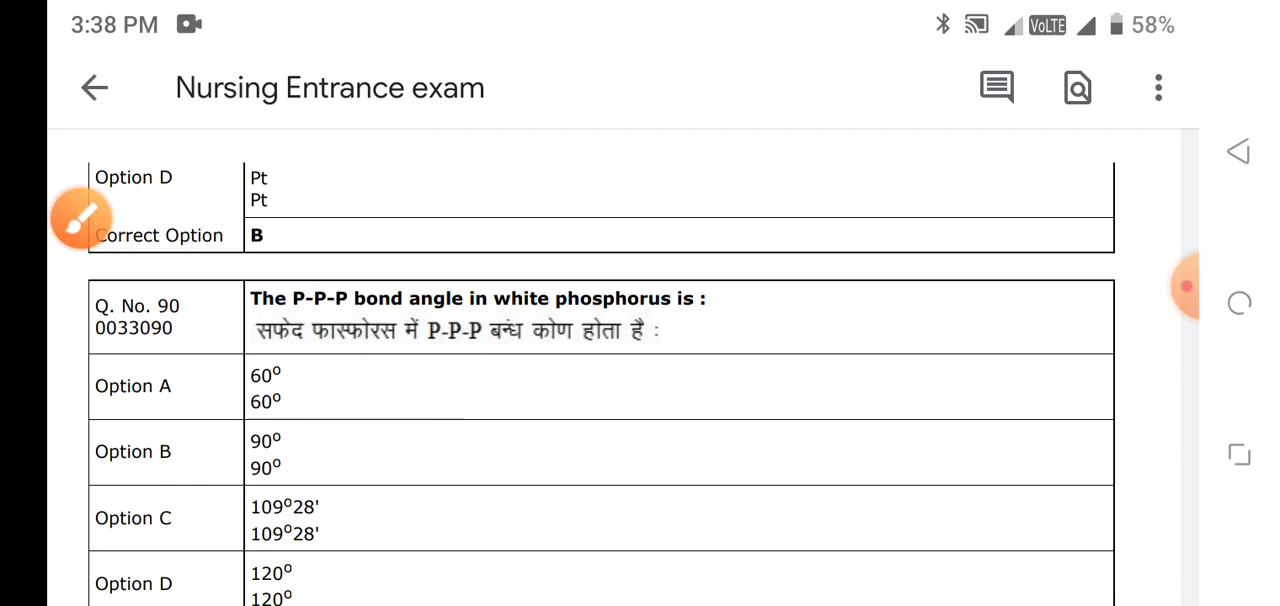 3:38 PM
VoLTE
58%
Nursing Entrance exam
Option D
Pt
Pt
Correct Option
B
Q. No. 90
0033090
The P-P-P bond angle in white phosphorus is :
सफेद फास्फोरस में P-P-P बन्ध कोण होता है :
Option A
60º
60º
Option B
90º
90º
Option C
109º28'
109º28'
Option D
120º
120º